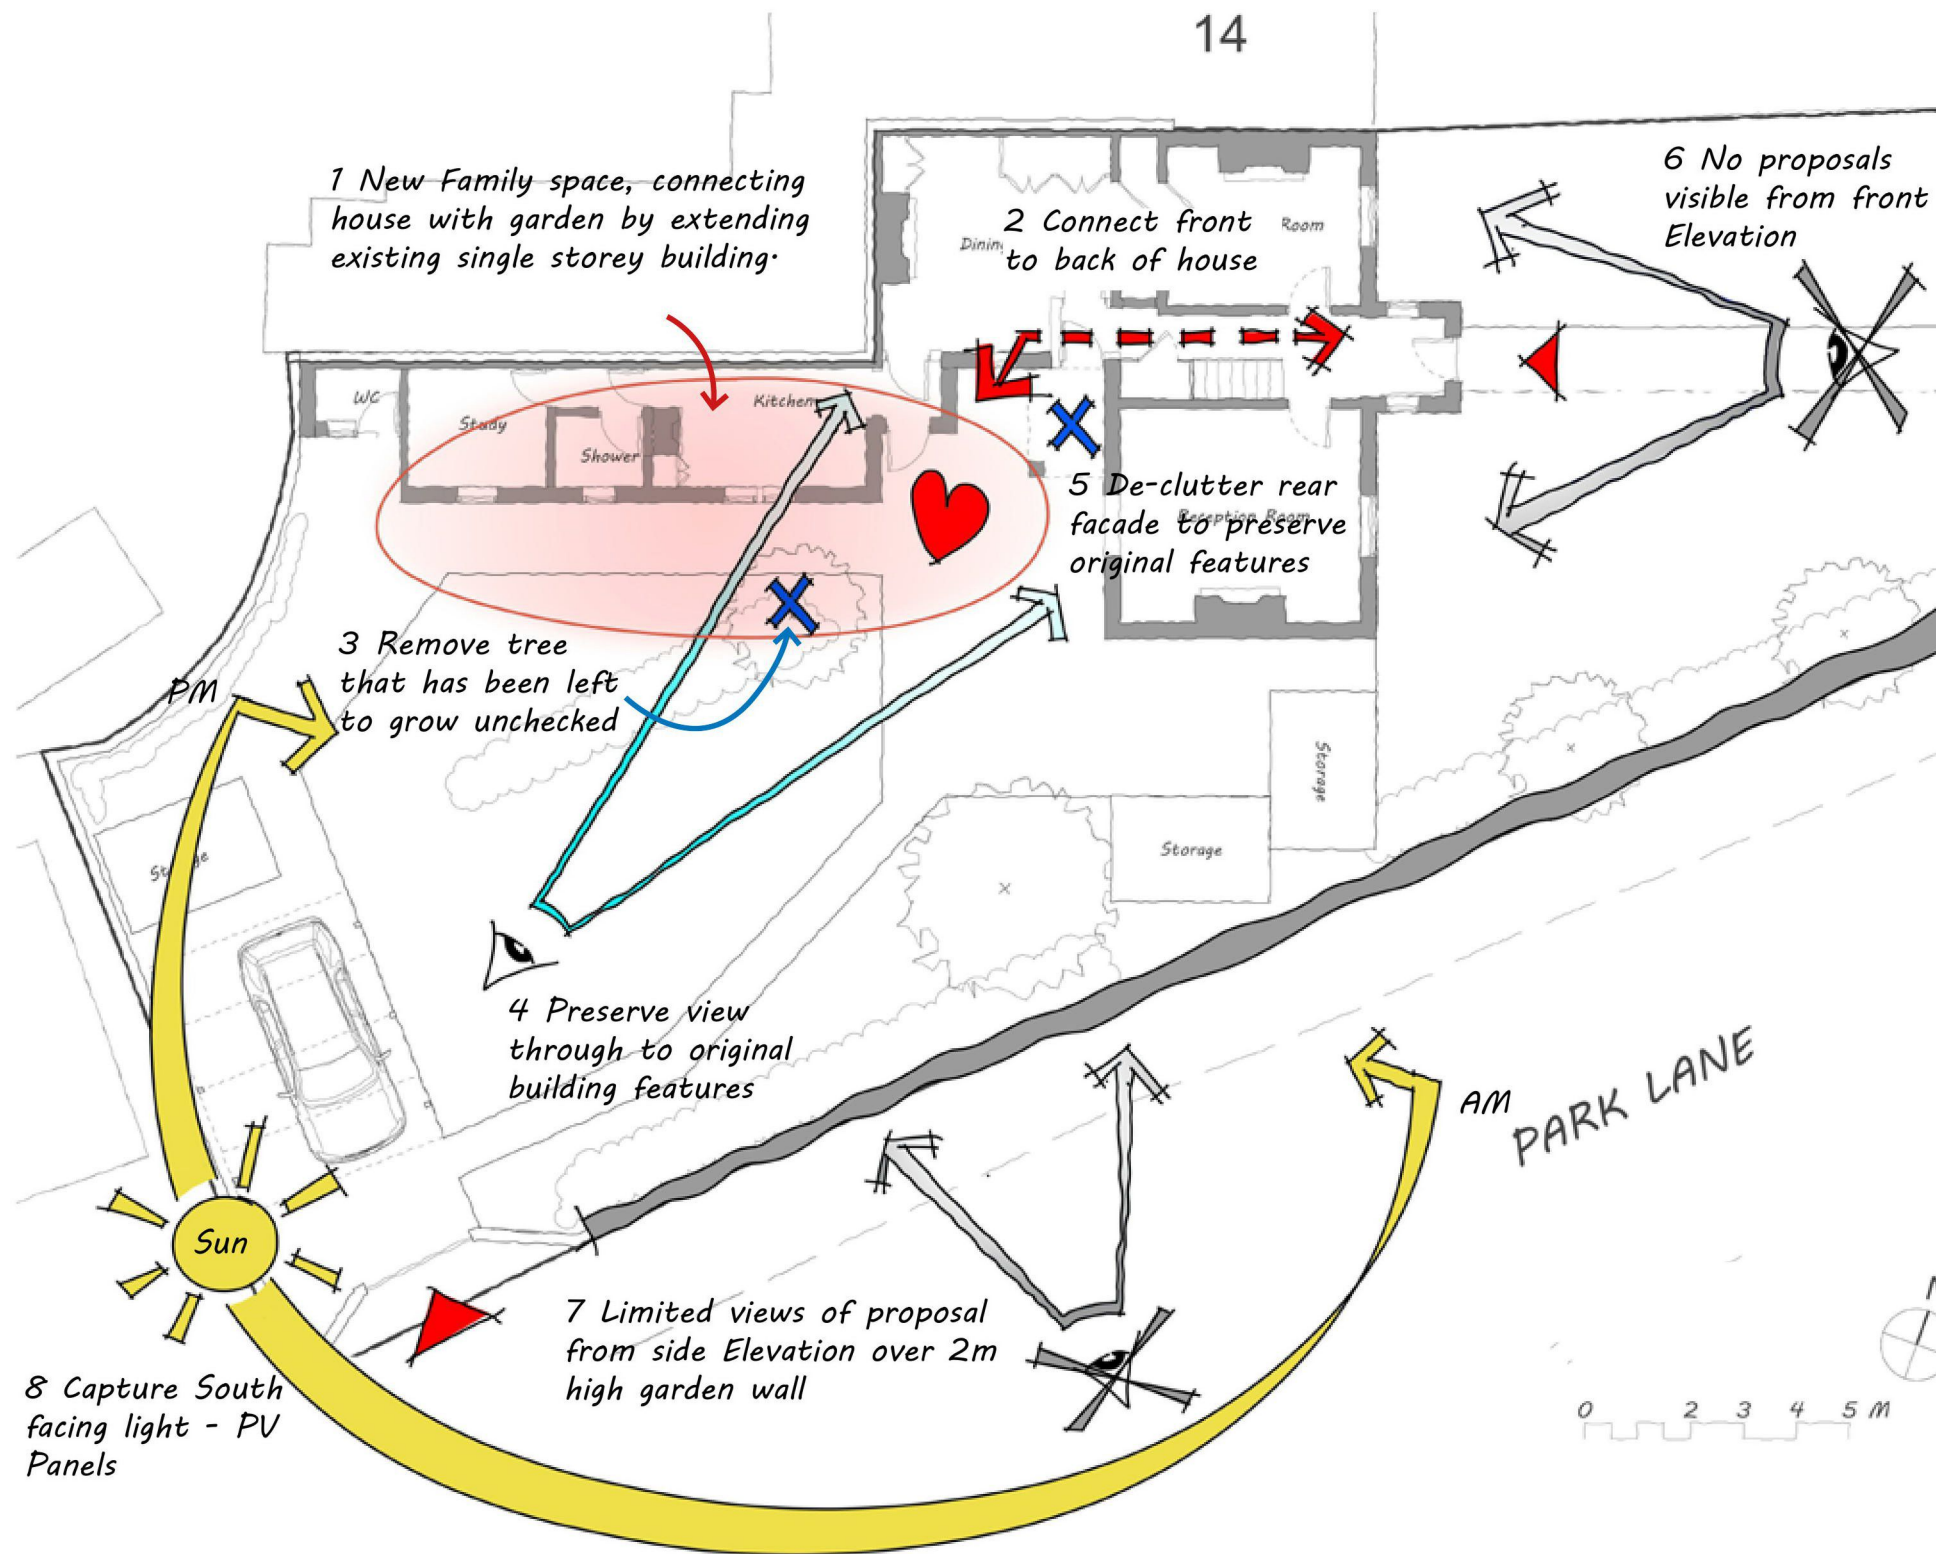 14
1 New Family space, connecting
house with garden by extending
existing single storey building.
6 No proposals
visible from front
Elevation
2 Connect front
to back of house
Room
WC
Study
Shower
Kitchen
5 De-clutter rear
facade to preserve
original features
Reception Room
3 Remove tree
that has been left
to grow unchecked
PM
Storage
Storage
Storage
4 Preserve view
through to original
building features
AM
PARK LANE
Sun
7 Limited views of proposal
from side Elevation over 2m
high garden wall
8 Capture South
facing light - PV
Panels
0 2 3 4 5 M